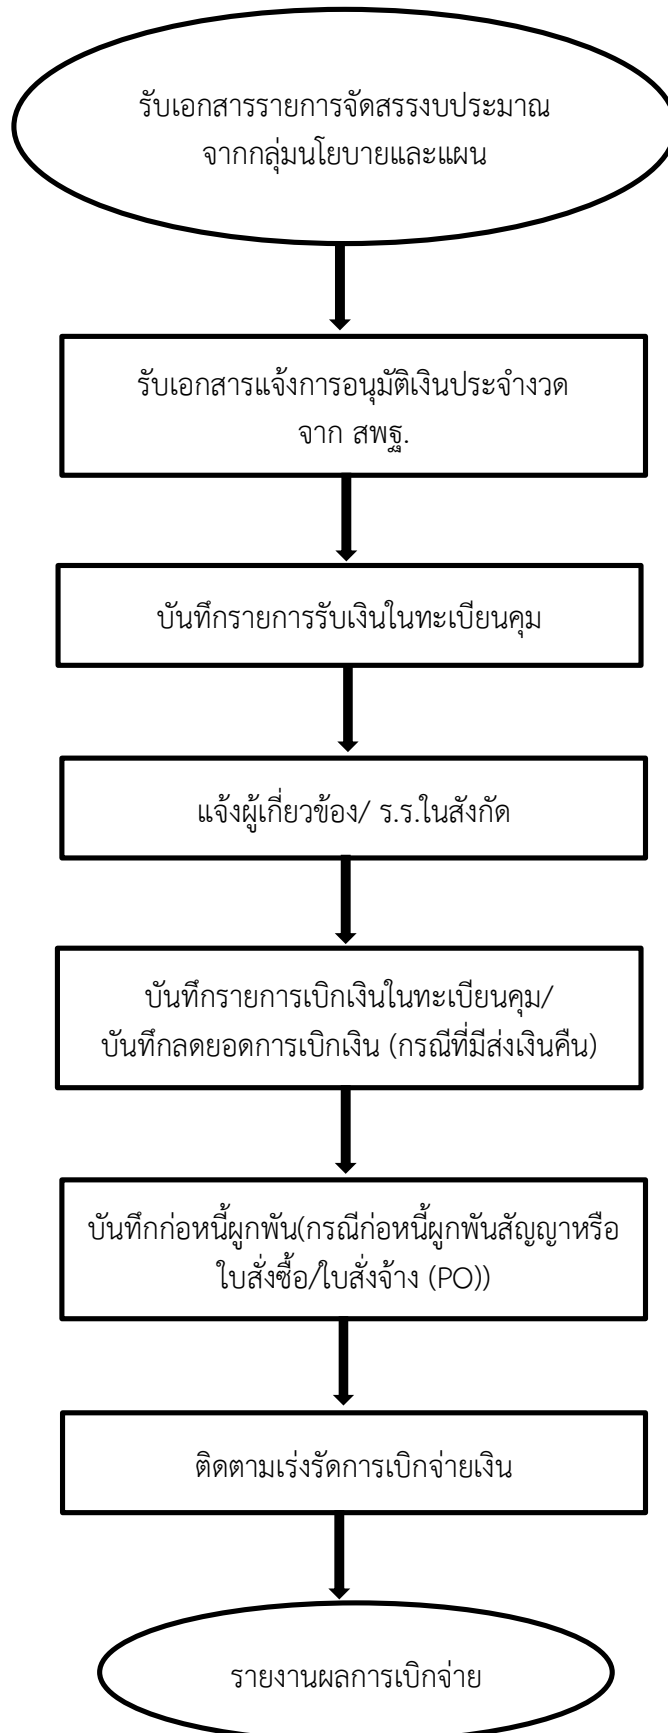 รับเอกสารรายการจัดสรรงบประมาณ
จากกลุ่มนโยบายและแผน
รับเอกสารแจ้งการอนุมัติเงินประจำงวด
จาก สพฐ.
บันทึกรายการรับเงินในทะเบียนคุม
แจ้งผู้เกี่ยวข้อง/ ร.ร.ในสังกัด
บันทึกรายการเบิกเงินในทะเบียนคุม/
บันทึกลดยอดการเบิกเงิน (กรณีที่มีส่งเงินคืน)
บันทึกก่อหนี้ผูกพัน(กรณีก่อหนี้ผูกพันสัญญาหรือ
ใบสั่งซื้อ/ใบสั่งจ้าง (PO))
ติดตามเร่งรัดการเบิกจ่ายเงิน
รายงานผลการเบิกจ่าย